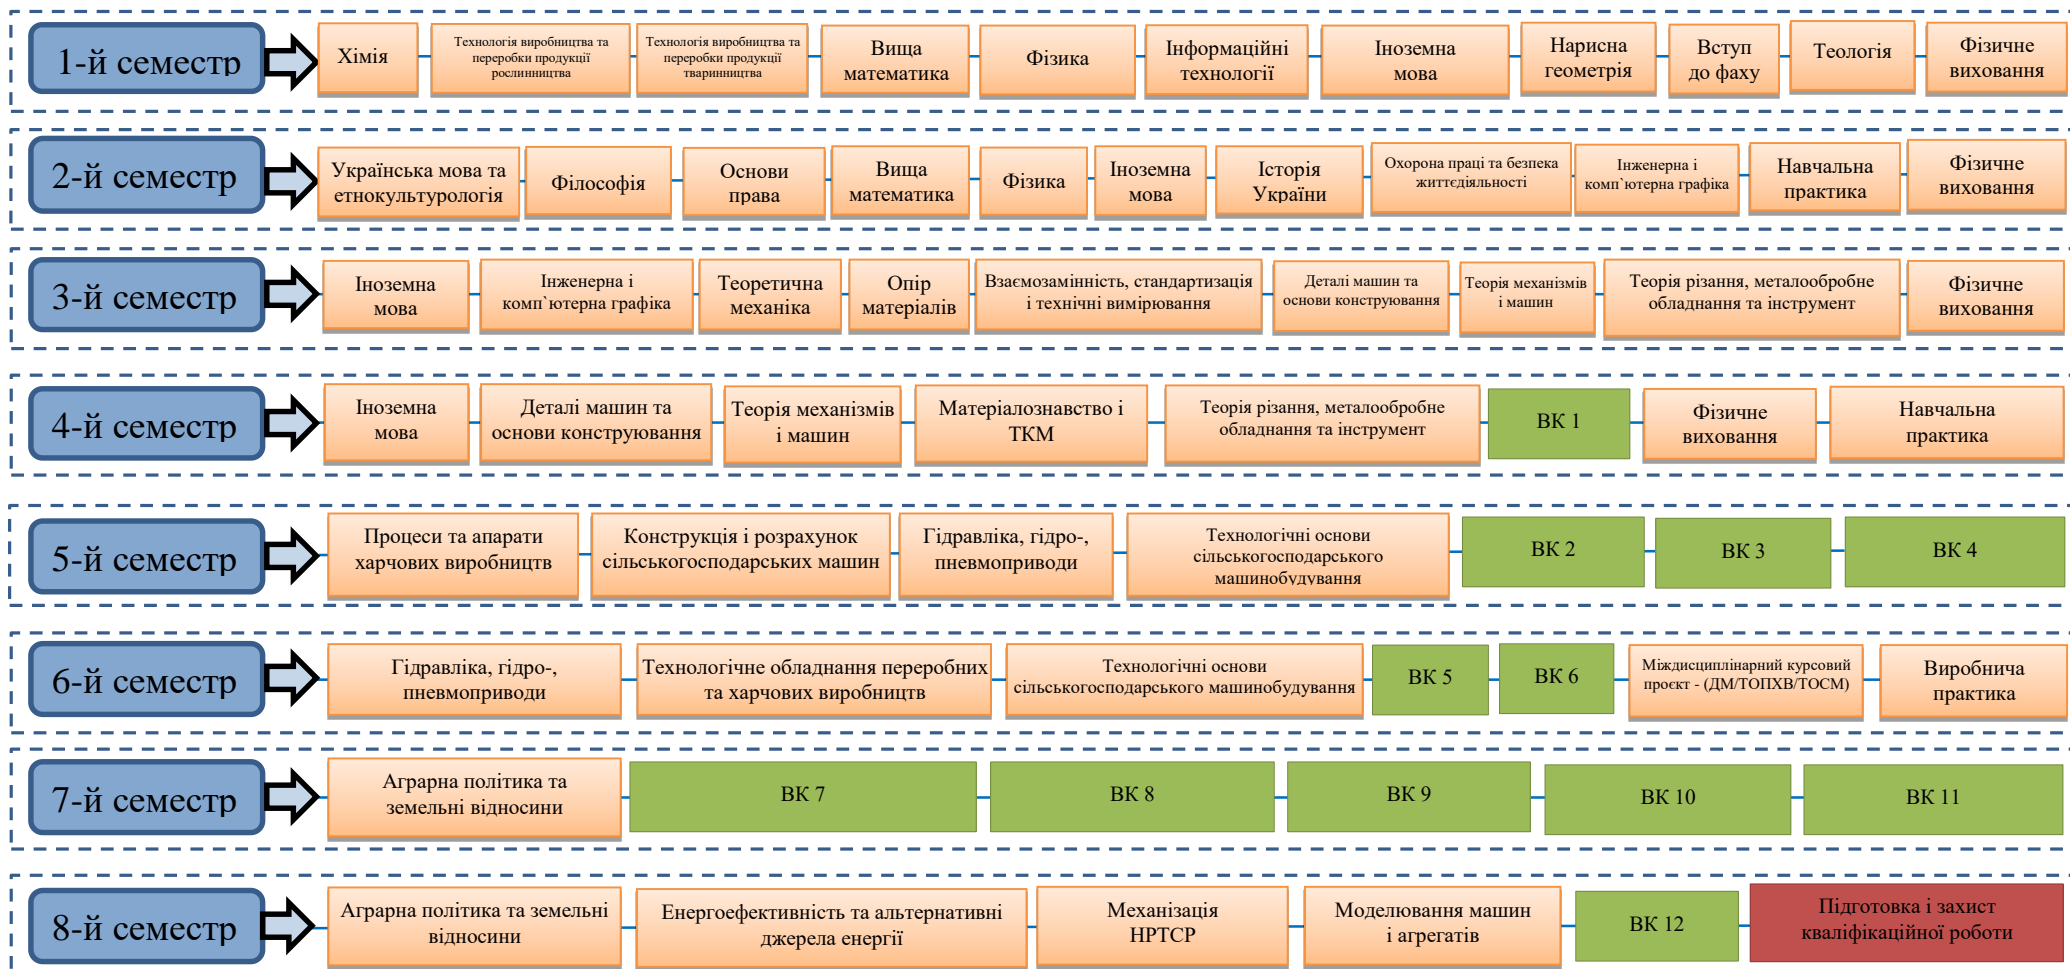 1-й семестр
Хімія
Технологія виробництва та
переробки продукції
рослинництва
Технологія виробництва та
переробки продукції
тваринництва
Вища
математика
Фізика
Інформаційні
технології
Іноземна
мова
Нарисна
геометрія
Вступ
до фаху
Теологія
Фізичне
виховання
2-й семестр
Українська мова та
етнокультурологія
Філософія
Основи
права
Вища
математика
Фізика
Іноземна
мова
Історія
України
Охорона праці та безпека
життєдіяльності
Інженерна і
комп`ютерна графіка
Навчальна
практика
Фізичне
виховання
3-й семестр
Іноземна
мова
Інженерна і
комп`ютерна графіка
Теоретична
механіка
Опір
матеріалів
Взаємозамінність, стандартизація
і технічні вимірювання
Деталі машин та
основи конструювання
Теорія механізмів
і машин
Теорія різання, металообробне
обладнання та інструмент
Фізичне
виховання
4-й семестр
Іноземна
мова
Деталі машин та
основи конструювання
Теорія механізмів
і машин
Матеріалознавство і
ТКМ
Теорія різання, металообробне
обладнання та інструмент
ВК 1
Фізичне
виховання
Навчальна
практика
5-й семестр
Процеси та апарати
харчових виробництв
Конструкція і розрахунок
сільськогосподарських машин
Гідравліка, гідро-,
пневмоприводи
Технологічні основи
сільськогосподарського
машинобудування
ВК 2
ВК 3
ВК 4
6-й семестр
Гідравліка, гідро-,
пневмоприводи
Технологічне обладнання переробних
та харчових виробництв
Технологічні основи
сільськогосподарського машинобудування
ВК 5
ВК 6
Міждисциплінарний курсовий
проєкт - (ДМ/ТОПХВ/ТОСМ)
Виробнича
практика
7-й семестр
Аграрна політика та
земельні відносини
ВК 7
ВК 8
ВК 9
ВК 10
ВК 11
8-й семестр
Аграрна політика та земельні
відносини
Енергоефективність та альтернативні
джерела енергії
Механізація
НРТСР
Моделювання машин
і агрегатів
ВК 12
Підготовка і захист
кваліфікаційної роботи